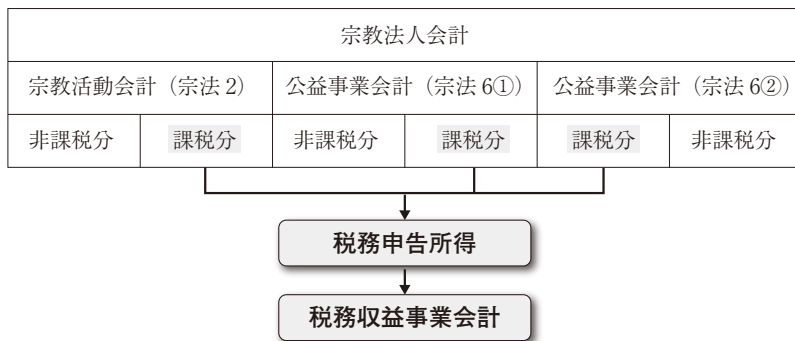 宗教法人会計
宗教活動会計（宗法 2） 公益事業会計（宗法 6①） 公益事業会計（宗法 6②）
非課税分 課税分 非課税分 課税分 課税分 非課税分
税務申告所得
税務収益事業会計